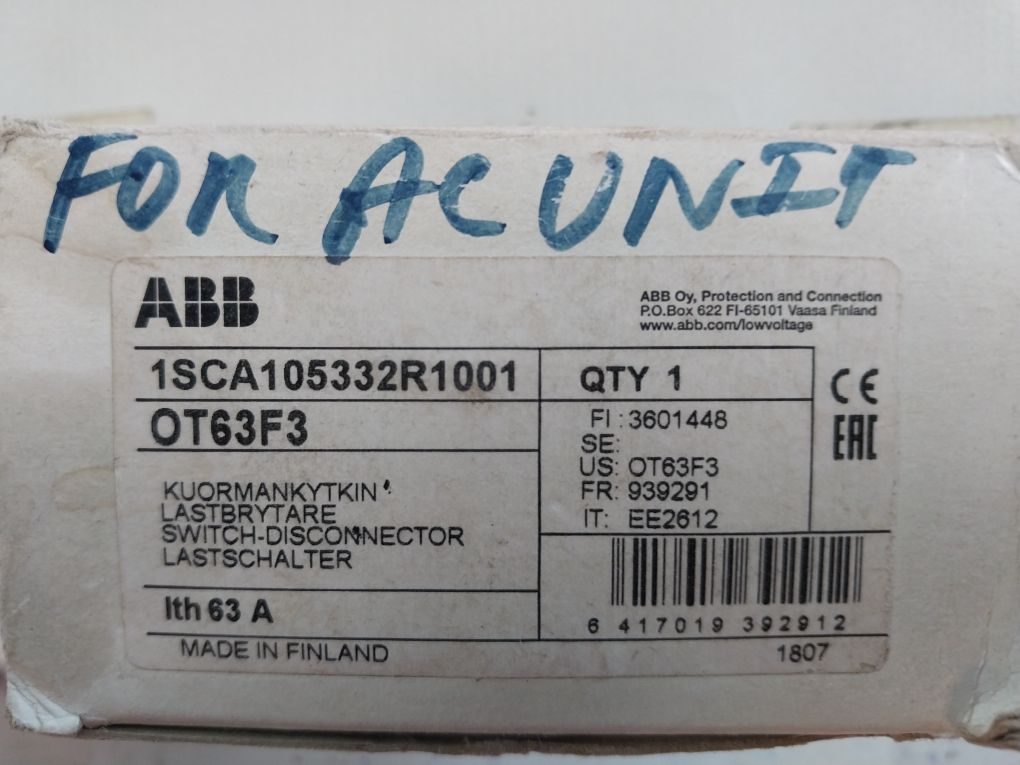 FOR AC UNIT
ABB
ABB Oy, Protection and Connection
P.O.Box 622 FI-65101 Vaasa Finland
www.abb.com/lowvoltage
1SCA105332R1001
QTY 1
CE
EAC
OT63F3
FI : 3601448
SE:
US: OT63F3
FR: 939291
IT: EE2612
KUORMANKYTKIN
LASTBRYTARE
SWITCH-DISCONNECTOR
LASTSCHALTER
Ith 63 A
6 417019 392912
MADE IN FINLAND
1807